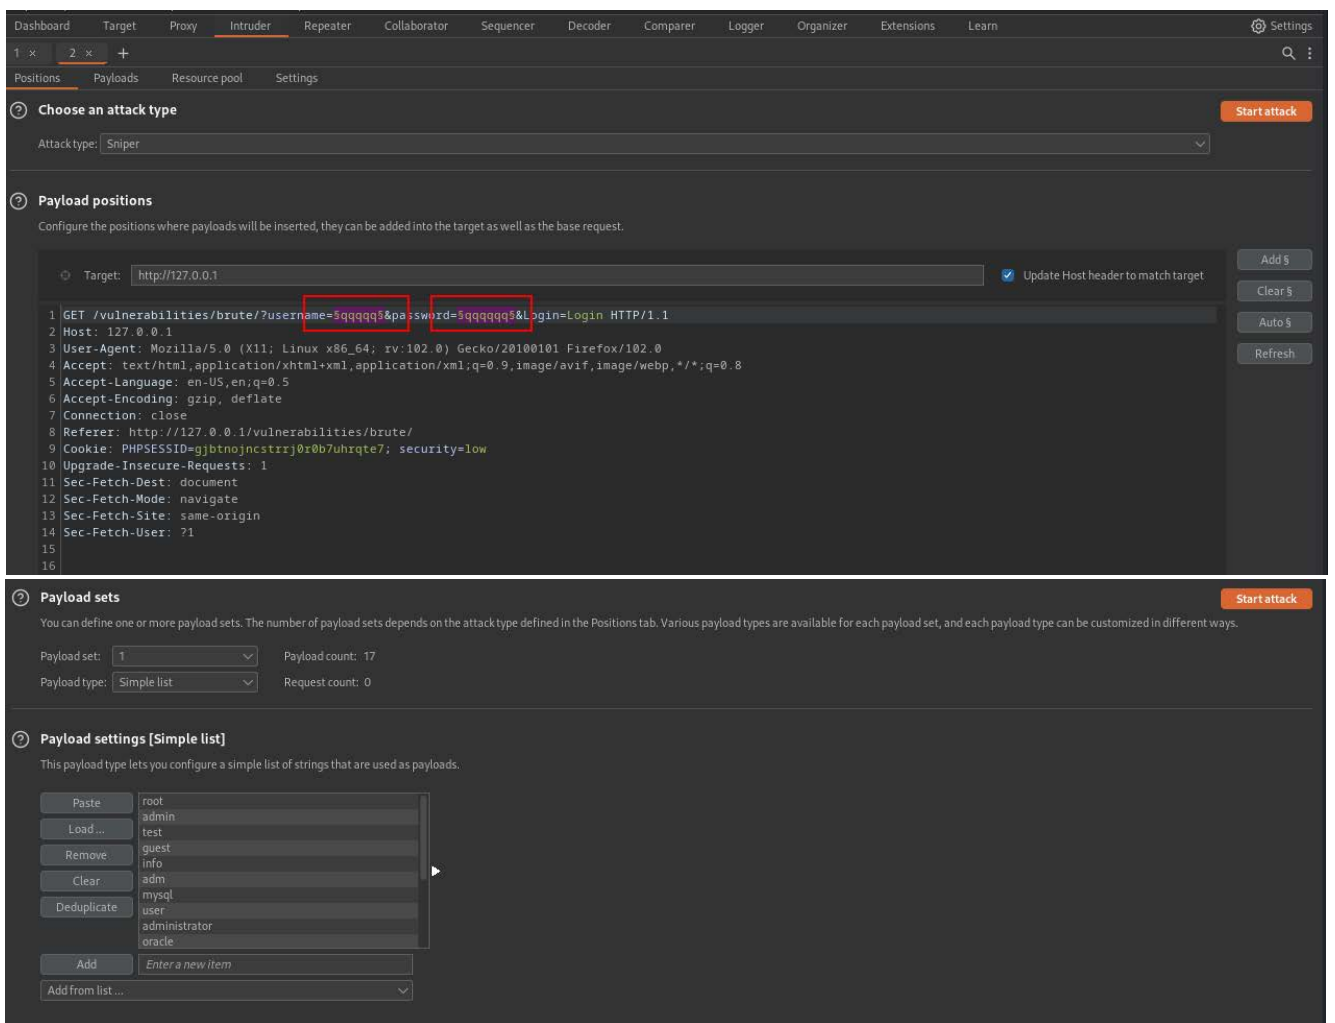 Dashboard Target Proxy Intruder Repeater Collaborator Sequencer Decoder Comparer Logger Organizer Extensions Learn Settings
1 × 2 × +
Positions Payloads Resource pool Settings
? Choose an attack type Start attack
Attack type: Sniper
? Payload positions
Configure the positions where payloads will be inserted, they can be added into the target as well as the base request.
Add §
Target: http://127.0.0.1 Update Host header to match target
Clear §
1 GET /vulnerabilities/brute/?username=§qqqqq§&password=§qqqqqq§&Login=Login HTTP/1.1
Auto §
2 Host: 127.0.0.1
3 User-Agent: Mozilla/5.0 (X11; Linux x86_64; rv:102.0) Gecko/20100101 Firefox/102.0
Refresh
4 Accept: text/html,application/xhtml+xml,application/xml;q=0.9,image/avif,image/webp,*/*;q=0.8
5 Accept-Language: en-US,en;q=0.5
6 Accept-Encoding: gzip, deflate
7 Connection: close
8 Referer: http://127.0.0.1/vulnerabilities/brute/
9 Cookie: PHPSESSID=gjbtnojncstrrj0r0b7uhrqte7; security=low
10 Upgrade-Insecure-Requests: 1
11 Sec-Fetch-Dest: document
12 Sec-Fetch-Mode: navigate
13 Sec-Fetch-Site: same-origin
14 Sec-Fetch-User: ?1
15
16
? Payload sets Start attack
You can define one or more payload sets. The number of payload sets depends on the attack type defined in the Positions tab. Various payload types are available for each payload set, and each payload type can be customized in different ways.
Payload set: 1 Payload count: 17
Payload type: Simple list Request count: 0
? Payload settings [Simple list]
This payload type lets you configure a simple list of strings that are used as payloads.
Paste
Load ...
Remove
Clear
Deduplicate
root
admin
test
guest
info
adm
mysql
user
administrator
oracle
Add Enter a new item
Add from list ...